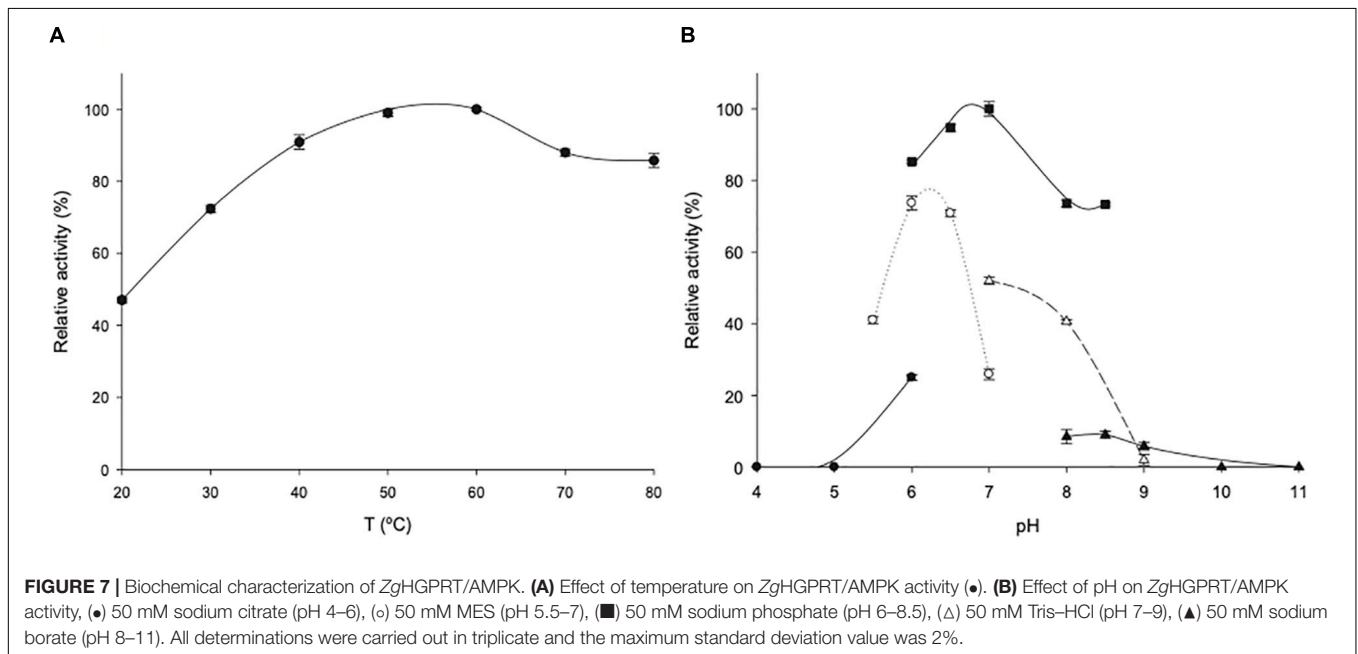 A
B
100
80
60
40
20
0
Relative activity (%)
20 30 40 50 60 70 80
T (ºC)
100
80
60
40
20
0
Relative activity (%)
4 5 6 7 8 9 10 11
pH
FIGURE 7 | Biochemical characterization of ZgHGPRT/AMPK. (A) Effect of temperature on ZgHGPRT/AMPK activity (●). (B) Effect of pH on ZgHGPRT/AMPK
activity, (●) 50 mM sodium citrate (pH 4–6), (○) 50 mM MES (pH 5.5–7), (■) 50 mM sodium phosphate (pH 6–8.5), (△) 50 mM Tris–HCl (pH 7–9), (▲) 50 mM sodium
borate (pH 8–11). All determinations were carried out in triplicate and the maximum standard deviation value was 2%.